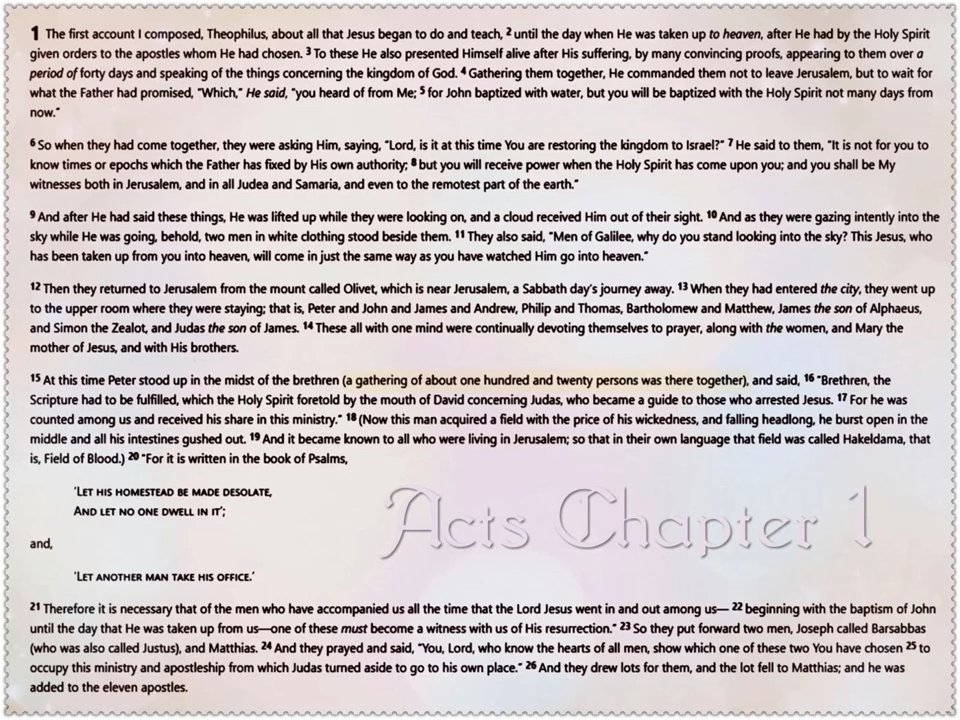 1 The first account I composed, Theophilus, about all that Jesus began to do and teach, 2 until the day when He was taken up to heaven, after He had by the Holy Spirit
given orders to the apostles whom He had chosen. 3 To these He also presented Himself alive after His suffering, by many convincing proofs, appearing to them over a
period of forty days and speaking of the things concerning the kingdom of God. 4 Gathering them together, He commanded them not to leave Jerusalem, but to wait for
what the Father had promised, "Which," He said, "you heard of from Me; 5 for John baptized with water, but you will be baptized with the Holy Spirit not many days from
now."
6 So when they had come together, they were asking Him, saying, "Lord, is it at this time You are restoring the kingdom to Israel?" 7 He said to them, "It is not for you to
know times or epochs which the Father has fixed by His own authority; 8 but you will receive power when the Holy Spirit has come upon you; and you shall be My
witnesses both in Jerusalem, and in all Judea and Samaria, and even to the remotest part of the earth."
9 And after He had said these things, He was lifted up while they were looking on, and a cloud received Him out of their sight. 10 And as they were gazing intently into the
sky while He was going, behold, two men in white clothing stood beside them. 11 They also said, "Men of Galilee, why do you stand looking into the sky? This Jesus, who
has been taken up from you into heaven, will come in just the same way as you have watched Him go into heaven."
12 Then they returned to Jerusalem from the mount called Olivet, which is near Jerusalem, a Sabbath day's journey away. 13 When they had entered the city, they went up
to the upper room where they were staying; that is, Peter and John and James and Andrew, Philip and Thomas, Bartholomew and Matthew, James the son of Alphaeus,
and Simon the Zealot, and Judas the son of James. 14 These all with one mind were continually devoting themselves to prayer, along with the women, and Mary the
mother of Jesus, and with His brothers.
15 At this time Peter stood up in the midst of the brethren (a gathering of about one hundred and twenty persons was there together), and said, 16 "Brethren, the
Scripture had to be fulfilled, which the Holy Spirit foretold by the mouth of David concerning Judas, who became a guide to those who arrested Jesus. 17 For he was
counted among us and received his share in this ministry." 18 (Now this man acquired a field with the price of his wickedness, and falling headlong, he burst open in the
middle and all his intestines gushed out. 19 And it became known to all who were living in Jerusalem; so that in their own language that field was called Hakeldama, that
is, Field of Blood.) 20 "For it is written in the book of Psalms,
'LET HIS HOMESTEAD BE MADE DESOLATE,
AND LET NO ONE DWELL IN IT';
Acts Chapter 1
and,
'LET ANOTHER MAN TAKE HIS OFFICE.'
21 Therefore it is necessary that of the men who have accompanied us all the time that the Lord Jesus went in and out among us— 22 beginning with the baptism of John
until the day that He was taken up from us—one of these must become a witness with us of His resurrection." 23 So they put forward two men, Joseph called Barsabbas
(who was also called Justus), and Matthias. 24 And they prayed and said, "You, Lord, who know the hearts of all men, show which one of these two You have chosen 25 to
occupy this ministry and apostleship from which Judas turned aside to go to his own place." 26 And they drew lots for them, and the lot fell to Matthias; and he was
added to the eleven apostles.